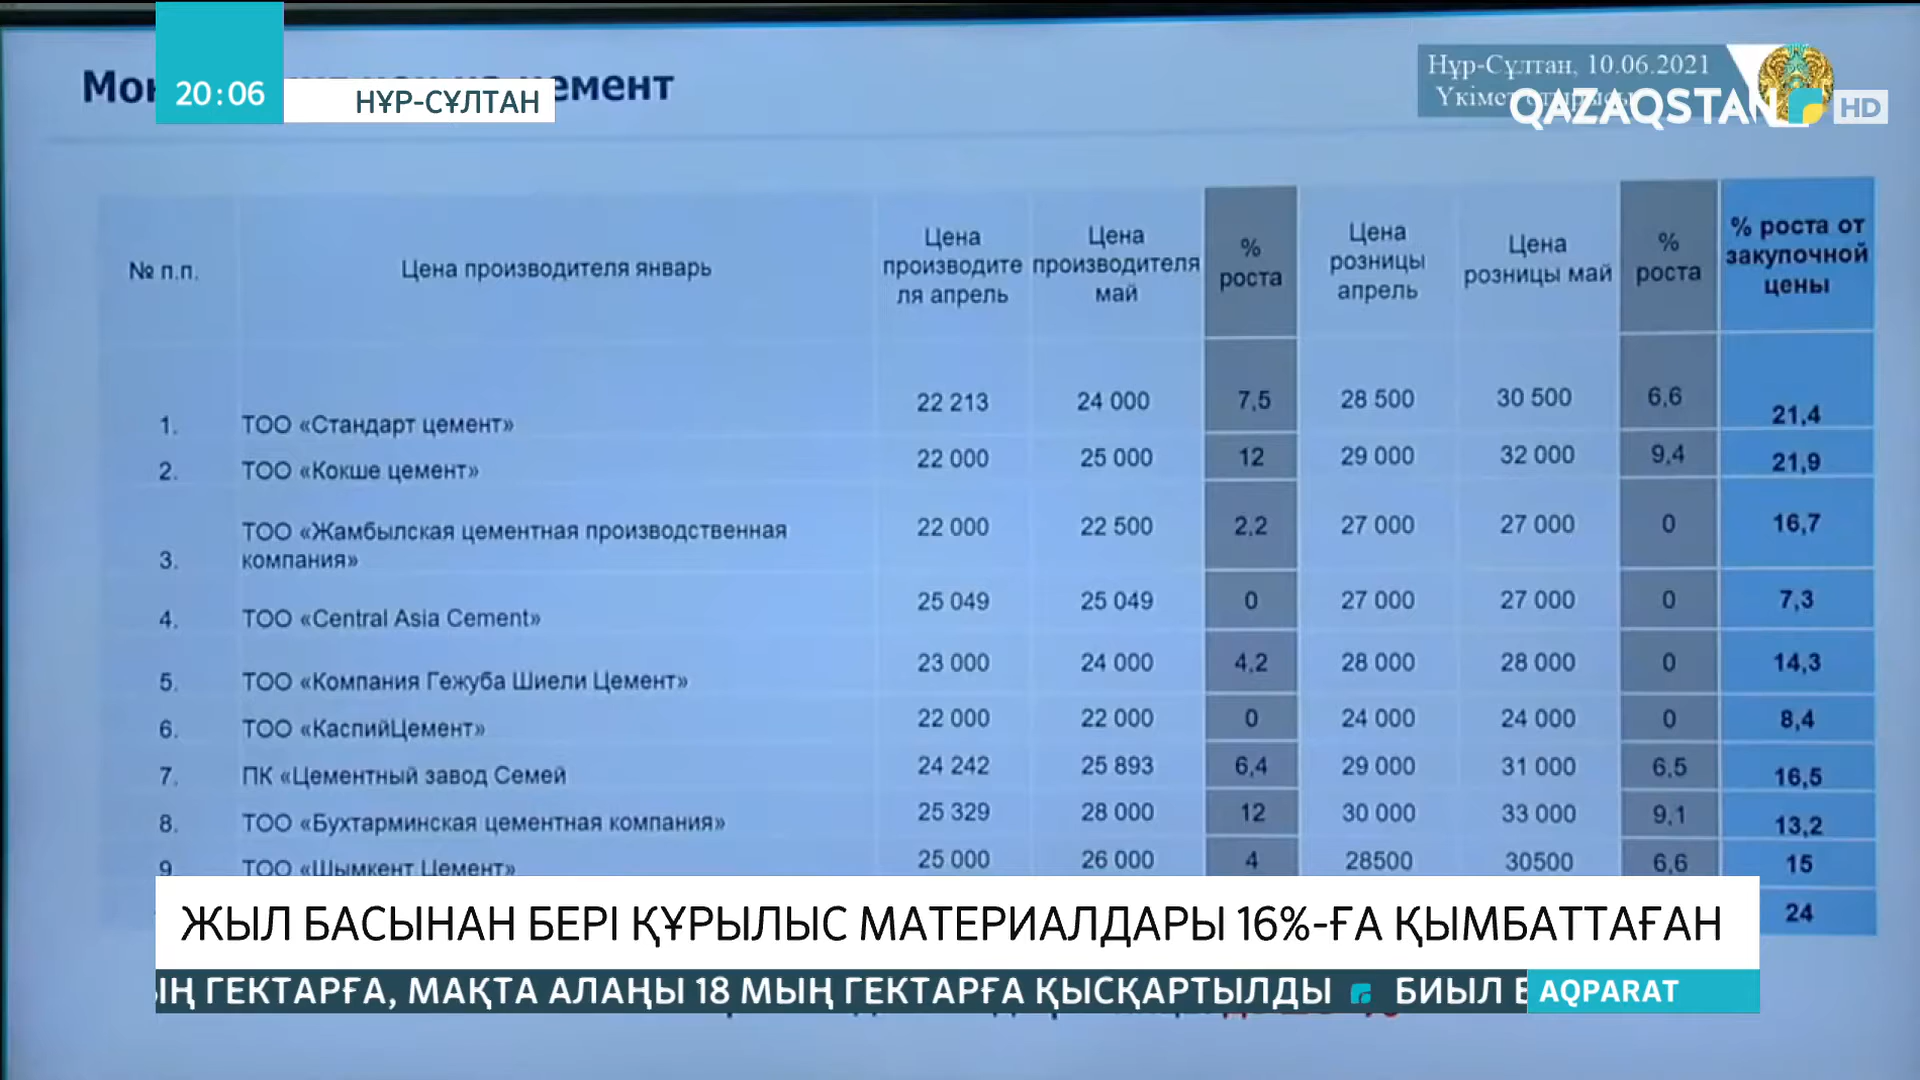 20:06
НҰР-СҰЛТАН
цемент
Нұр-Сұлтан, 10.06.2021
Үкімет отырысы
QAZAQSTAN HD
№ п.п. Цена производителя январь Цена производителя апрель Цена производителя май % роста Цена розницы апрель Цена розницы май % роста % роста от закупочной цены
1. ТОО «Стандарт цемент» 22 213 24 000 7,5 28 500 30 500 6,6 21,4
2. ТОО «Кокше цемент» 22 000 25 000 12 29 000 32 000 9,4 21,9
3. ТОО «Жамбылская цементная производственная компания» 22 000 22 500 2,2 27 000 27 000 0 16,7
4. ТОО «Central Asia Cement» 25 049 25 049 0 27 000 27 000 0 7,3
5. ТОО «Компания Гежуба Шиели Цемент» 23 000 24 000 4,2 28 000 28 000 0 14,3
6. ТОО «КаспийЦемент» 22 000 22 000 0 24 000 24 000 0 8,4
7. ПК «Цементный завод Семей 24 242 25 893 6,4 29 000 31 000 6,5 16,5
8. ТОО «Бухтарминская цементная компания» 25 329 28 000 12 30 000 33 000 9,1 13,2
9. ТОО «Шымкент Цемент» 25 000 26 000 4 28500 30500 6,6 15
24
ЖЫЛ БАСЫНАН БЕРІ ҚҰРЫЛЫС МАТЕРИАЛДАРЫ 16%-ҒА ҚЫМБАТТАҒАН
ГЕКТАРҒА, МАҚТА АЛАҢЫ 18 МЫҢ ГЕКТАРҒА ҚЫСҚАРТЫЛДЫ БИЫЛ
AQPARAT